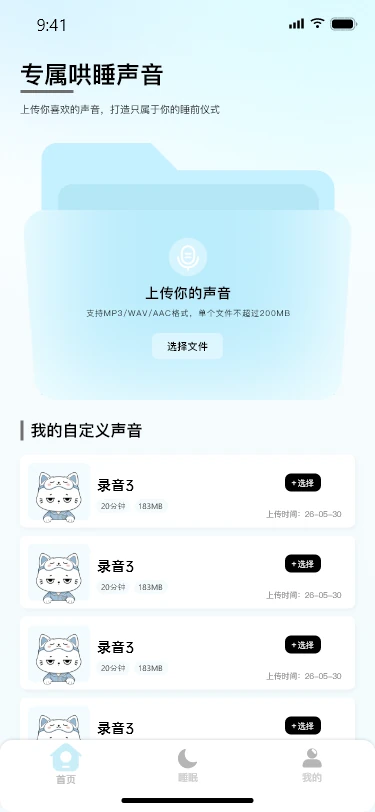 9:41
专属哄睡声音
上传你喜欢的声音，打造只属于你的睡前仪式
上传你的声音
支持MP3/WAV/AAC格式，单个文件不超过200MB
选择文件
我的自定义声音
录音3
+选择
20分钟 183MB
上传时间：26-05-30
录音3
+选择
20分钟 183MB
上传时间：26-05-30
录音3
+选择
20分钟 183MB
上传时间：26-05-30
录音3
+选择
首页 睡眠 我的